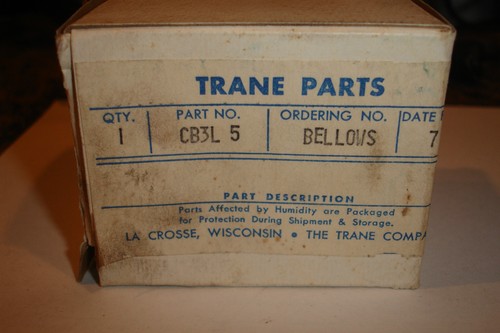 TRANE PARTS
QTY. PART NO. ORDERING NO. DATE
1 CB3L 5 BELLOWS 7
PART DESCRIPTION
Parts Affected by Humidity are Packaged
for Protection During Shipment & Storage.
LA CROSSE, WISCONSIN • THE TRANE COMPA